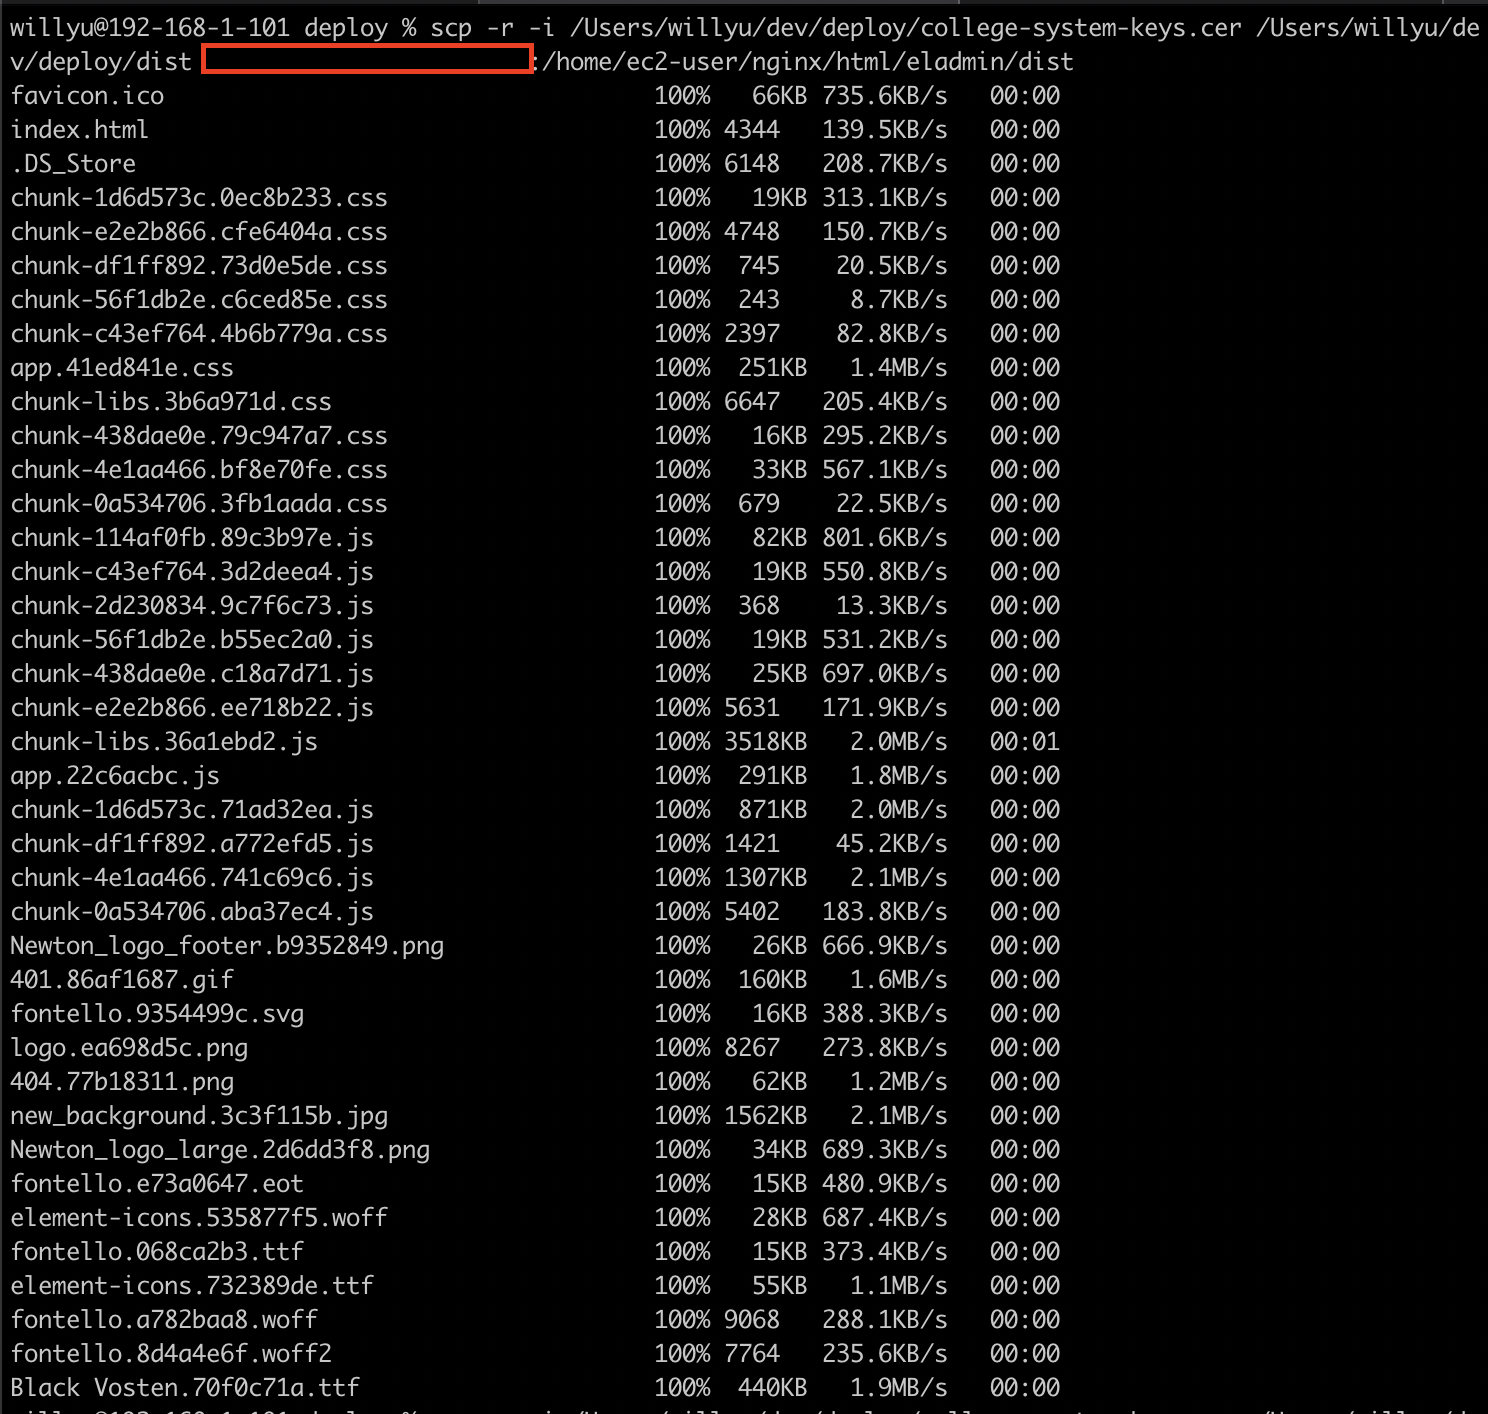 willyu@192-168-1-101 deploy % scp -r -i /Users/willyu/dev/deploy/college-system-keys.cer /Users/willyu/de
v/deploy/dist :/home/ec2-user/nginx/html/eladmin/dist
favicon.ico 100% 66KB 735.6KB/s 00:00
index.html 100% 4344 139.5KB/s 00:00
.DS_Store 100% 6148 208.7KB/s 00:00
chunk-1d6d573c.0ec8b233.css 100% 19KB 313.1KB/s 00:00
chunk-e2e2b866.cfe6404a.css 100% 4748 150.7KB/s 00:00
chunk-df1ff892.73d0e5de.css 100% 745 20.5KB/s 00:00
chunk-56f1db2e.c6ced85e.css 100% 243 8.7KB/s 00:00
chunk-c43ef764.4b6b779a.css 100% 2397 82.8KB/s 00:00
app.41ed841e.css 100% 251KB 1.4MB/s 00:00
chunk-libs.3b6a971d.css 100% 6647 205.4KB/s 00:00
chunk-438dae0e.79c947a7.css 100% 16KB 295.2KB/s 00:00
chunk-4e1aa466.bf8e70fe.css 100% 33KB 567.1KB/s 00:00
chunk-0a534706.3fb1aada.css 100% 679 22.5KB/s 00:00
chunk-114af0fb.89c3b97e.js 100% 82KB 801.6KB/s 00:00
chunk-c43ef764.3d2deea4.js 100% 19KB 550.8KB/s 00:00
chunk-2d230834.9c7f6c73.js 100% 368 13.3KB/s 00:00
chunk-56f1db2e.b55ec2a0.js 100% 19KB 531.2KB/s 00:00
chunk-438dae0e.c18a7d71.js 100% 25KB 697.0KB/s 00:00
chunk-e2e2b866.ee718b22.js 100% 5631 171.9KB/s 00:00
chunk-libs.36a1ebd2.js 100% 3518KB 2.0MB/s 00:01
app.22c6acbc.js 100% 291KB 1.8MB/s 00:00
chunk-1d6d573c.71ad32ea.js 100% 871KB 2.0MB/s 00:00
chunk-df1ff892.a772efd5.js 100% 1421 45.2KB/s 00:00
chunk-4e1aa466.741c69c6.js 100% 1307KB 2.1MB/s 00:00
chunk-0a534706.aba37ec4.js 100% 5402 183.8KB/s 00:00
Newton_logo_footer.b9352849.png 100% 26KB 666.9KB/s 00:00
401.86af1687.gif 100% 160KB 1.6MB/s 00:00
fontello.9354499c.svg 100% 16KB 388.3KB/s 00:00
logo.ea698d5c.png 100% 8267 273.8KB/s 00:00
404.77b18311.png 100% 62KB 1.2MB/s 00:00
new_background.3c3f115b.jpg 100% 1562KB 2.1MB/s 00:00
Newton_logo_large.2d6dd3f8.png 100% 34KB 689.3KB/s 00:00
fontello.e73a0647.eot 100% 15KB 480.9KB/s 00:00
element-icons.535877f5.woff 100% 28KB 687.4KB/s 00:00
fontello.068ca2b3.ttf 100% 15KB 373.4KB/s 00:00
element-icons.732389de.ttf 100% 55KB 1.1MB/s 00:00
fontello.a782baa8.woff 100% 9068 288.1KB/s 00:00
fontello.8d4a4e6f.woff2 100% 7764 235.6KB/s 00:00
Black Vosten.70f0c71a.ttf 100% 440KB 1.9MB/s 00:00